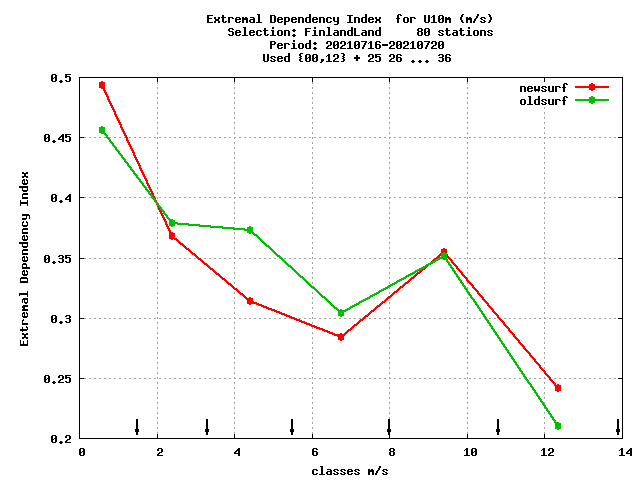 Extremal Dependency Index  for U10m (m/s)
Selection: FinlandLand     80 stations
Period: 20210716-20210720
Used {00,12} + 25 26 ... 36
newsurf
oldsurf
Extremal Dependency Index
0.5
0.45
0.4
0.35
0.3
0.25
0.2
0 2 4 6 8 10 12 14
classes m/s